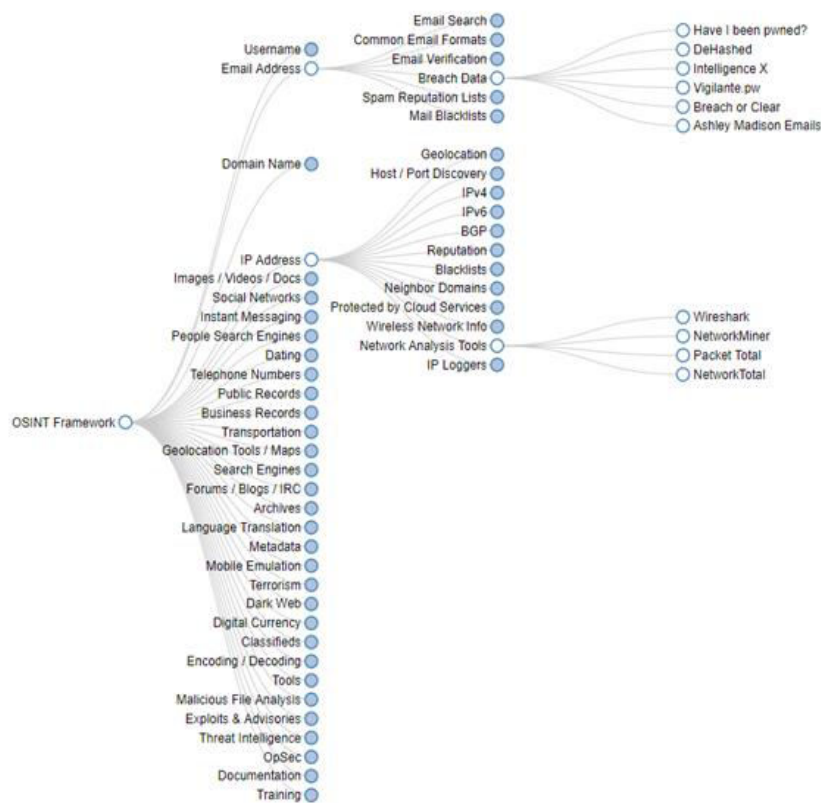 OSINT Framework
Username
Email Address
Email Search
Common Email Formats
Email Verification
Breach Data
Have I been pwned?
DeHashed
Intelligence X
Vigilante.pw
Breach or Clear
Ashley Madison Emails
Spam Reputation Lists
Mail Blacklists
Domain Name
IP Address
Geolocation
Host / Port Discovery
IPv4
IPv6
BGP
Reputation
Blacklists
Neighbor Domains
Protected by Cloud Services
Wireless Network Info
Network Analysis Tools
Wireshark
NetworkMiner
Packet Total
NetworkTotal
IP Loggers
Images / Videos / Docs
Social Networks
Instant Messaging
People Search Engines
Dating
Telephone Numbers
Public Records
Business Records
Transportation
Geolocation Tools / Maps
Search Engines
Forums / Blogs / IRC
Archives
Language Translation
Metadata
Mobile Emulation
Terrorism
Dark Web
Digital Currency
Classifieds
Encoding / Decoding
Tools
Malicious File Analysis
Exploits & Advisories
Threat Intelligence
OpSec
Documentation
Training